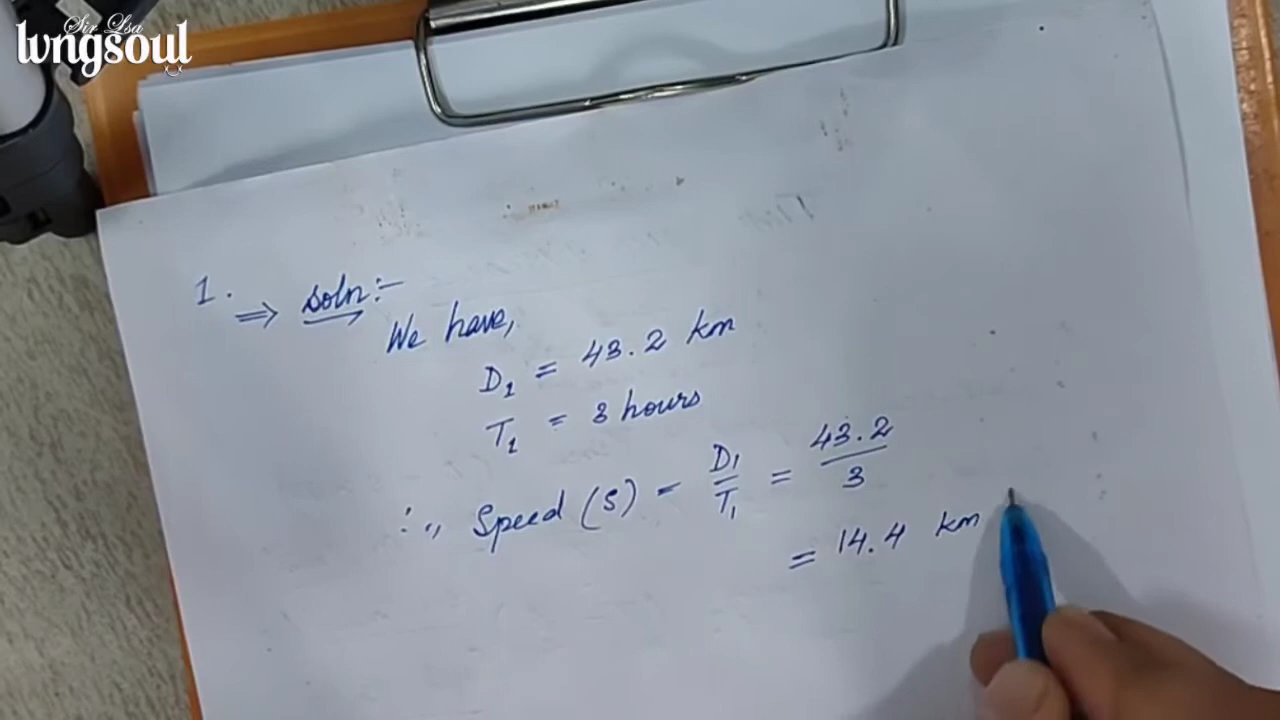 Sir Lsa
lvngsoul
1.
⇒ Soln:-
We have,
D₁ = 43.2 km
T₁ = 3 hours
∴, Speed (S) = D₁/T₁ = 43.2/3
= 14.4 km